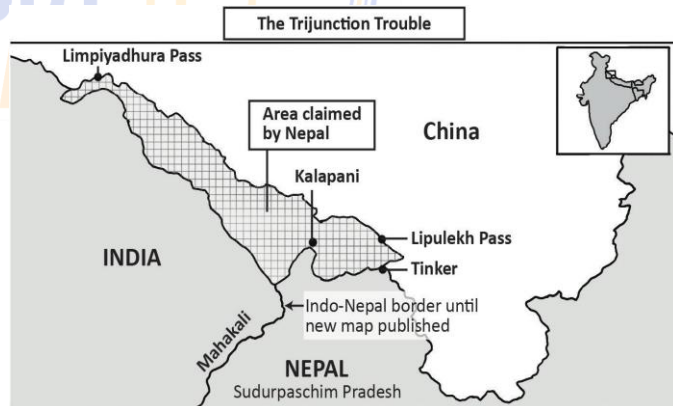 The Trijunction Trouble
Limpiyadhura Pass
Area claimed
by Nepal
China
Kalapani
INDIA
Lipulekh Pass
Tinker
Indo-Nepal border until
new map published
Mahakali
NEPAL
Sudurpaschim Pradesh